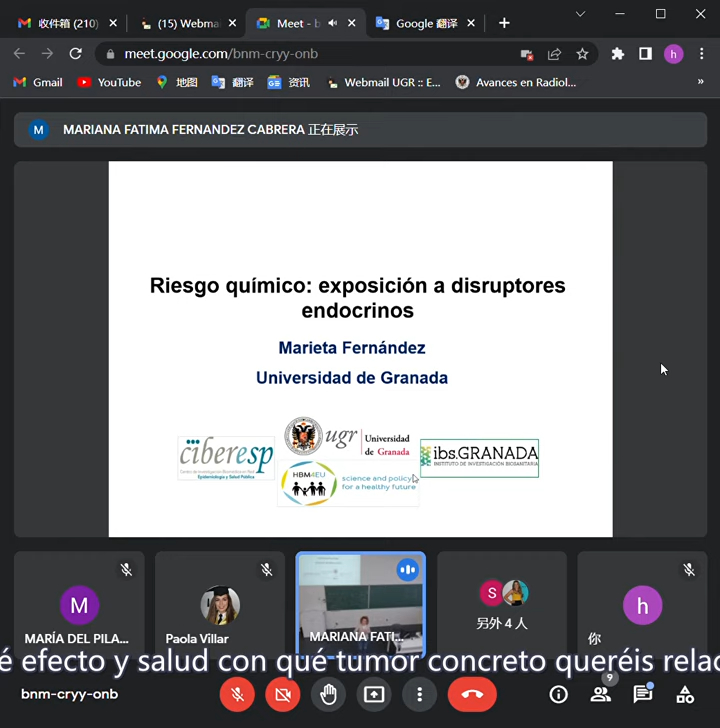 收件箱 (210)
(15) Webma
Meet - b
Google 翻译
meet.google.com/bnm-cryy-onb
h
Gmail
YouTube
地图
翻译
资讯
Webmail UGR :: E...
Avances en Radiol...
»
M
MARIANA FATIMA FERNANDEZ CABRERA 正在展示
Riesgo químico: exposición a disruptores
endocrinos
Marieta Fernández
Universidad de Granada
ciberesp
Epidemiología y Salud Pública
ugr
Universidad
de Granada
HBM4EU
science and policy
for a healthy future
ibs.GRANADA
INSTITUTO DE INVESTIGACIÓN BIOSANITARIA
M
MARÍA DEL PILA...
Paola Villar
MARIANA FATI...
S
另外 4 人
h
你
é efecto y salud con qué tumor concreto queréis relac
bnm-cryy-onb
9